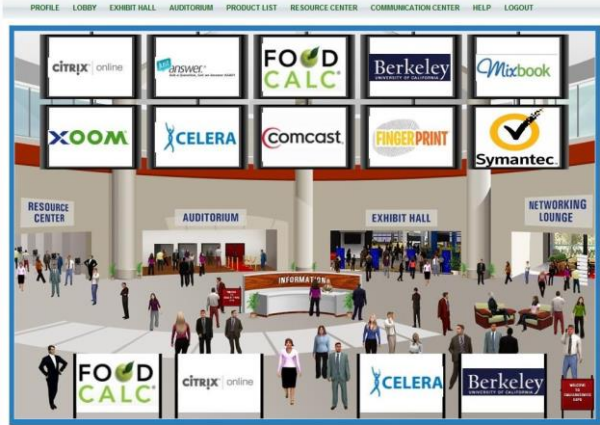 PROFILE LOBBY EXHIBIT HALL AUDITORIUM PRODUCT LIST RESOURCE CENTER COMMUNICATION CENTER HELP LOGOUT
CITRIX online
answer
FOOD
CALC
Berkeley
UNIVERSITY OF CALIFORNIA
Mixbook
XOOM
CELERA
comcast
FINGERPRINT
Symantec.
RESOURCE
CENTER
AUDITORIUM
EXHIBIT HALL
NETWORKING
LOUNGE
INFORMATION
FOOD
CALC
CITRIX online
CELERA
Berkeley
UNIVERSITY OF CALIFORNIA
WELCOME
TO